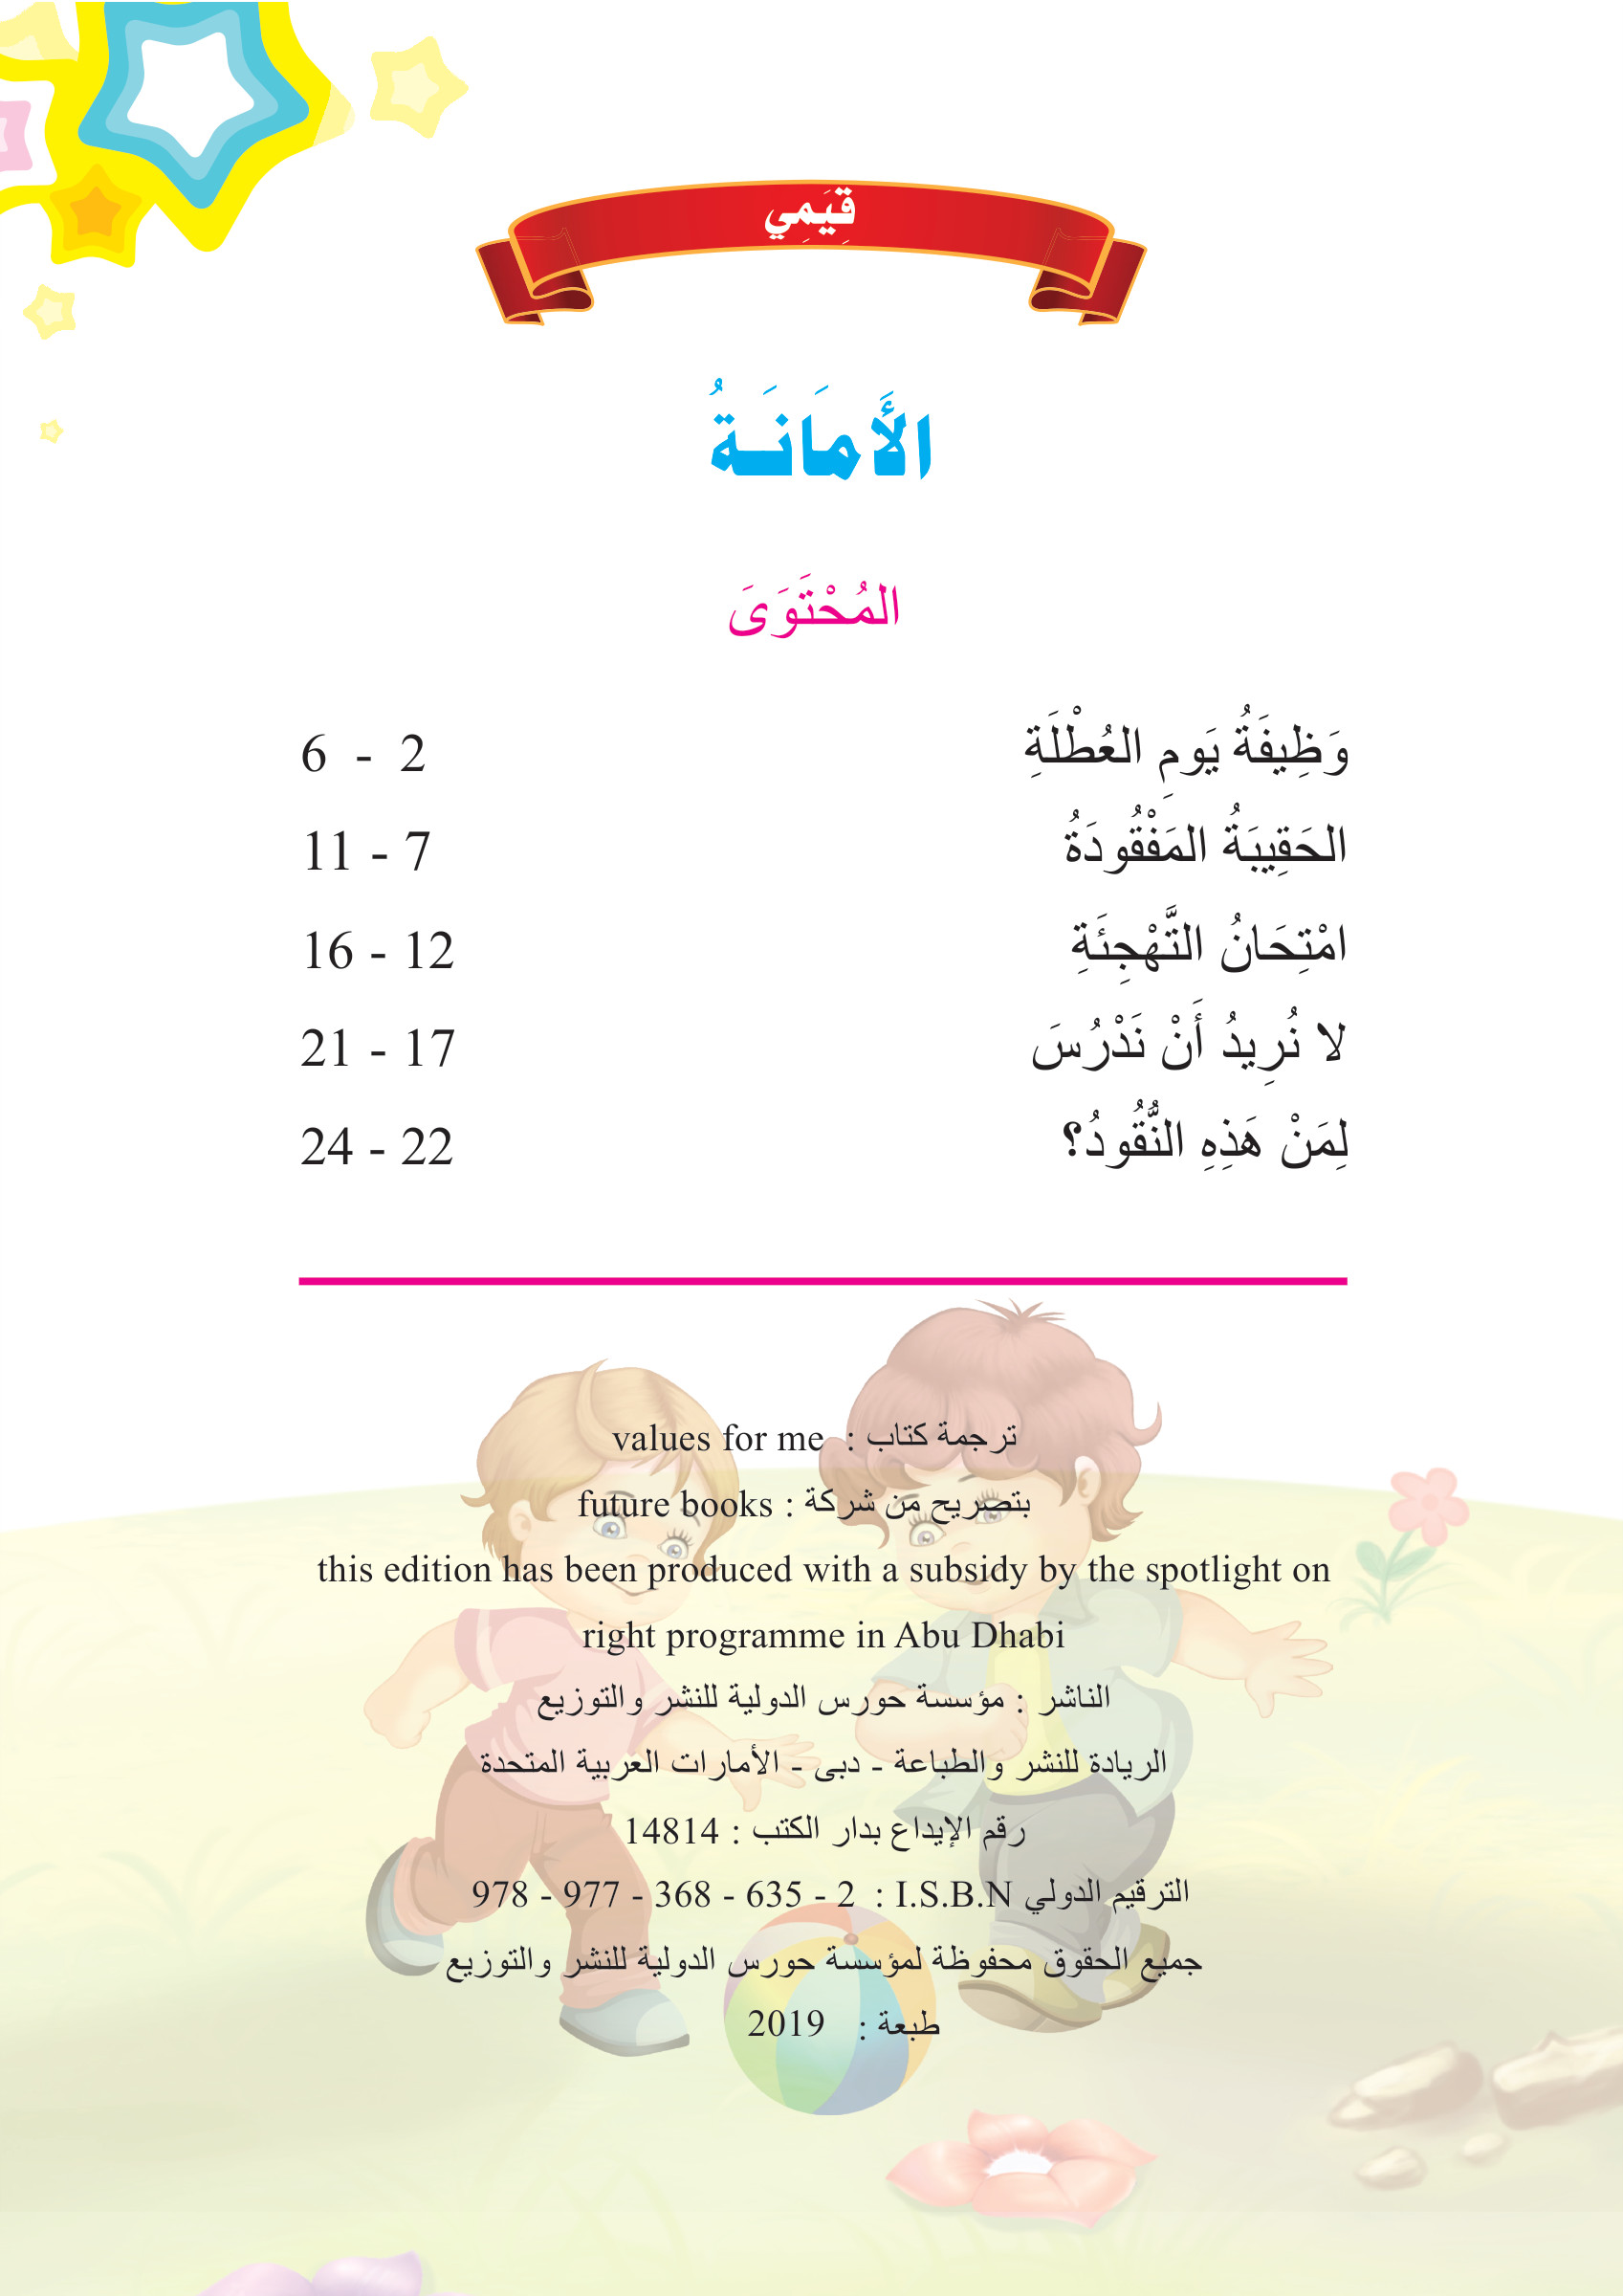 قِيَمِي
الأَمَانَةُ
المُحْتَوَىَ
وَظِيفَةُ يَومِ العُطْلَةِ 2 - 6
الحَقِيبَةُ المَفْقُودَةُ 7 - 11
امْتِحَانُ التَّهْجِئَةِ 12 - 16
لا نُرِيدُ أَنْ نَدْرُسَ 17 - 21
لِمَنْ هَذِهِ النُّقُودُ؟ 22 - 24
ترجمة كتاب : values for me
بتصريح من شركة : future books
this edition has been produced with a subsidy by the spotlight on
right programme in Abu Dhabi
الناشر : مؤسسة حورس الدولية للنشر والتوزيع
الريادة للنشر والطباعة - دبى - الأمارات العربية المتحدة
رقم الإيداع بدار الكتب : 14814
الترقيم الدولي I.S.B.N : 978 - 977 - 368 - 635 - 2
جميع الحقوق محفوظة لمؤسسة حورس الدولية للنشر والتوزيع
طبعة : 2019